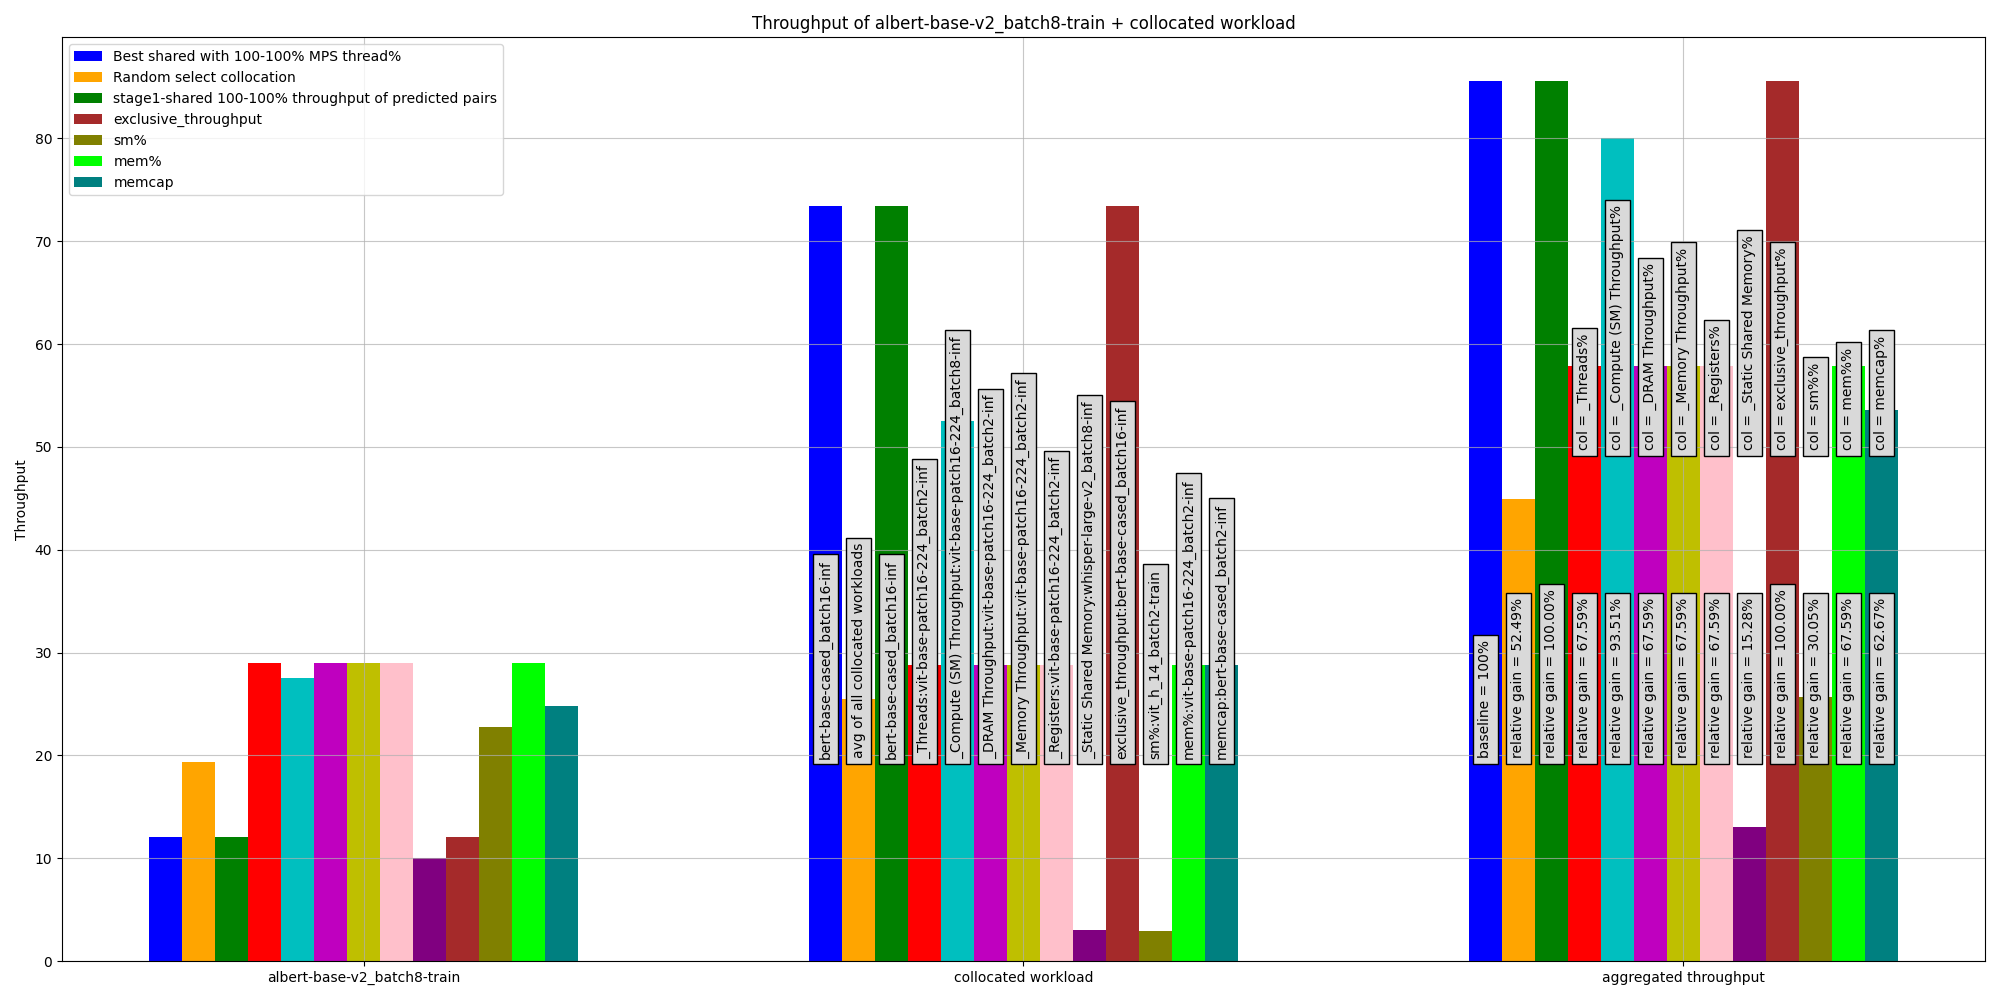 Throughput of albert-base-v2_batch8-train + collocated workload
Best shared with 100-100% MPS thread%
Random select collocation
stage1-shared 100-100% throughput of predicted pairs
exclusive_throughput
sm%
mem%
memcap
Throughput
80
70
60
50
40
30
20
10
0
bert-base-cased_batch16-inf
avg of all collocated workloads
bert-base-cased_batch16-inf
_Threads:vit-base-patch16-224_batch2-inf
_Compute (SM) Throughput:vit-base-patch16-224_batch8-inf
_DRAM Throughput:vit-base-patch16-224_batch2-inf
_Memory Throughput:vit-base-patch16-224_batch2-inf
_Registers:vit-base-patch16-224_batch2-inf
_Static Shared Memory:whisper-large-v2_batch8-inf
exclusive_throughput:bert-base-cased_batch16-inf
sm%:vit_h_14_batch2-train
mem%:vit-base-patch16-224_batch2-inf
memcap:bert-base-cased_batch2-inf
col = _Threads%
col = _Compute (SM) Throughput%
col = _DRAM Throughput%
col = _Memory Throughput%
col = _Registers%
col = _Static Shared Memory%
col = exclusive_throughput%
col = sm%%
col = mem%%
col = memcap%
baseline = 100%
relative gain = 52.49%
relative gain = 100.00%
relative gain = 67.59%
relative gain = 93.51%
relative gain = 67.59%
relative gain = 67.59%
relative gain = 67.59%
relative gain = 15.28%
relative gain = 100.00%
relative gain = 30.05%
relative gain = 67.59%
relative gain = 62.67%
albert-base-v2_batch8-train
collocated workload
aggregated throughput